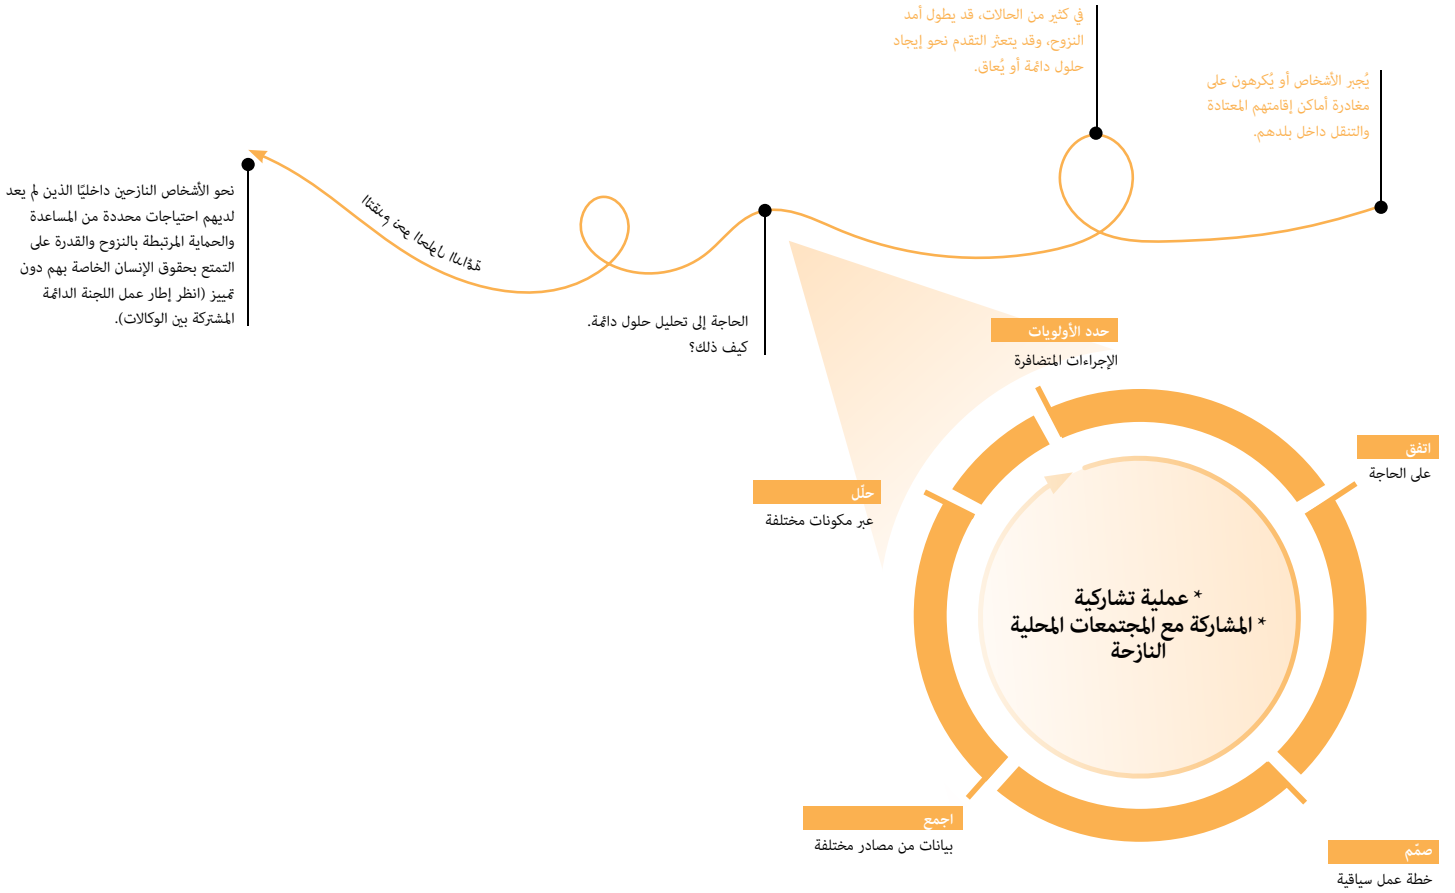 في كثير من الحالات، قد يطول أمد
النزوح، وقد يتعثر التقدم نحو إيجاد
حلول دائمة أو يُعاق.
يُجبر الأشخاص أو يُكرهون على
مغادرة أماكن إقامتهم المعتادة
والتنقل داخل بلدهم.
نحو الأشخاص النازحين داخليًا الذين لم يعد
لديهم احتياجات محددة من المساعدة
والحماية المرتبطة بالنزوح والقدرة على
التمتع بحقوق الإنسان الخاصة بهم دون
تمييز (انظر إطار عمل اللجنة الدائمة
المشتركة بين الوكالات).
الحاجة إلى تحليل حلول دائمة.
كيف ذلك؟
حدد الأولويات
الإجراءات المتضافرة
اتفق
على الحاجة
حلّل
عبر مكونات مختلفة
* عملية تشاركية
* المشاركة مع المجتمعات المحلية
النازحة
اجمع
بيانات من مصادر مختلفة
صمّم
خطة عمل سياقية